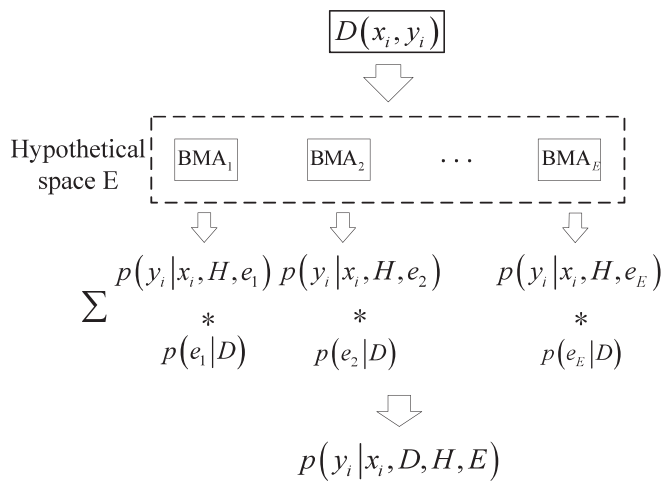 D(x_i, y_i)
Hypothetical space E
BMA_1 BMA_2 ··· BMA_E
∑ p(y_i|x_i, H, e_1) p(y_i|x_i, H, e_2) p(y_i|x_i, H, e_E)
* * *
p(e_1|D) p(e_2|D) p(e_E|D)
p(y_i|x_i, D, H, E)